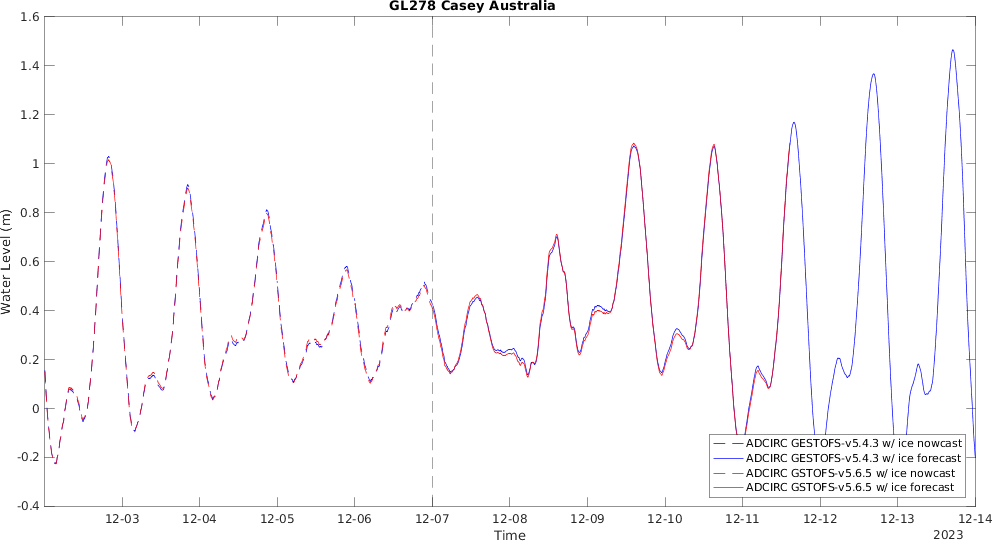 GL278 Casey Australia
1.6
1.4
1.2
1
0.8
0.6
0.4
0.2
0
-0.2
-0.4
Water Level (m)
ADCIRC GESTOFS-v5.4.3 w/ ice nowcast
ADCIRC GESTOFS-v5.4.3 w/ ice forecast
ADCIRC GSTOFS-v5.6.5 w/ ice nowcast
ADCIRC GSTOFS-v5.6.5 w/ ice forecast
12-03 12-04 12-05 12-06 12-07 12-08 12-09 12-10 12-11 12-12 12-13 12-14
Time
2023